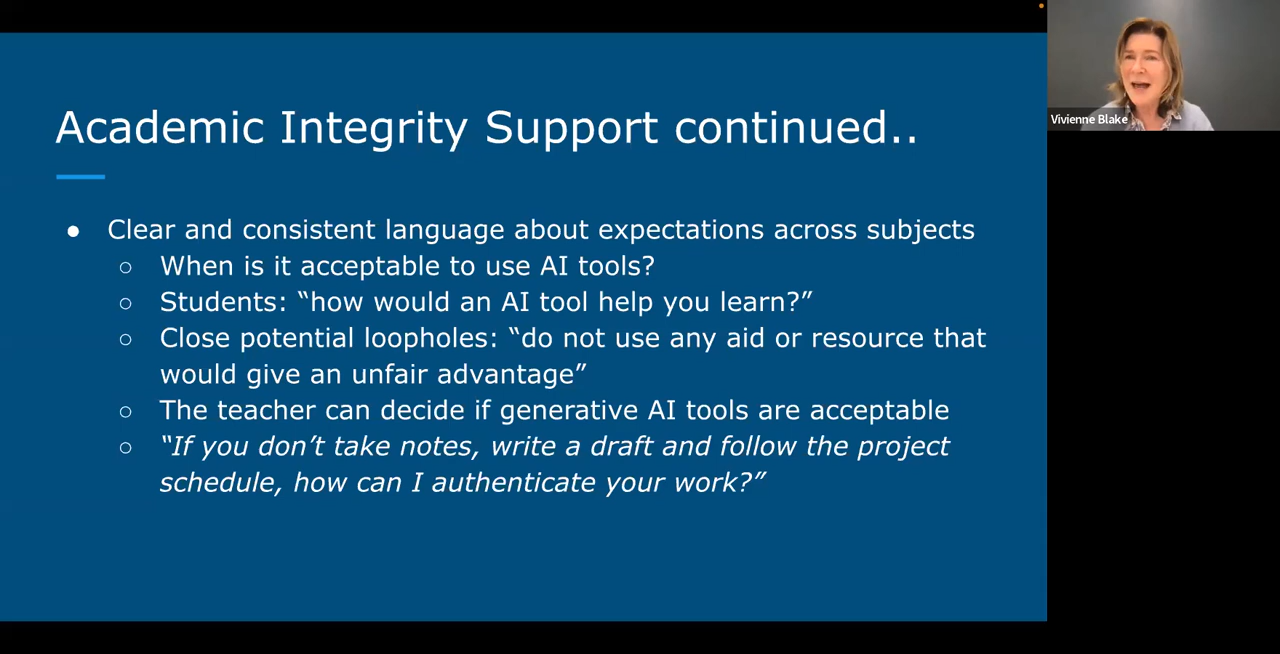 Academic Integrity Support continued..
● Clear and consistent language about expectations across subjects
○ When is it acceptable to use AI tools?
○ Students: “how would an AI tool help you learn?”
○ Close potential loopholes: “do not use any aid or resource that
would give an unfair advantage”
○ The teacher can decide if generative AI tools are acceptable
○ “If you don’t take notes, write a draft and follow the project
schedule, how can I authenticate your work?”
Vivienne Blake